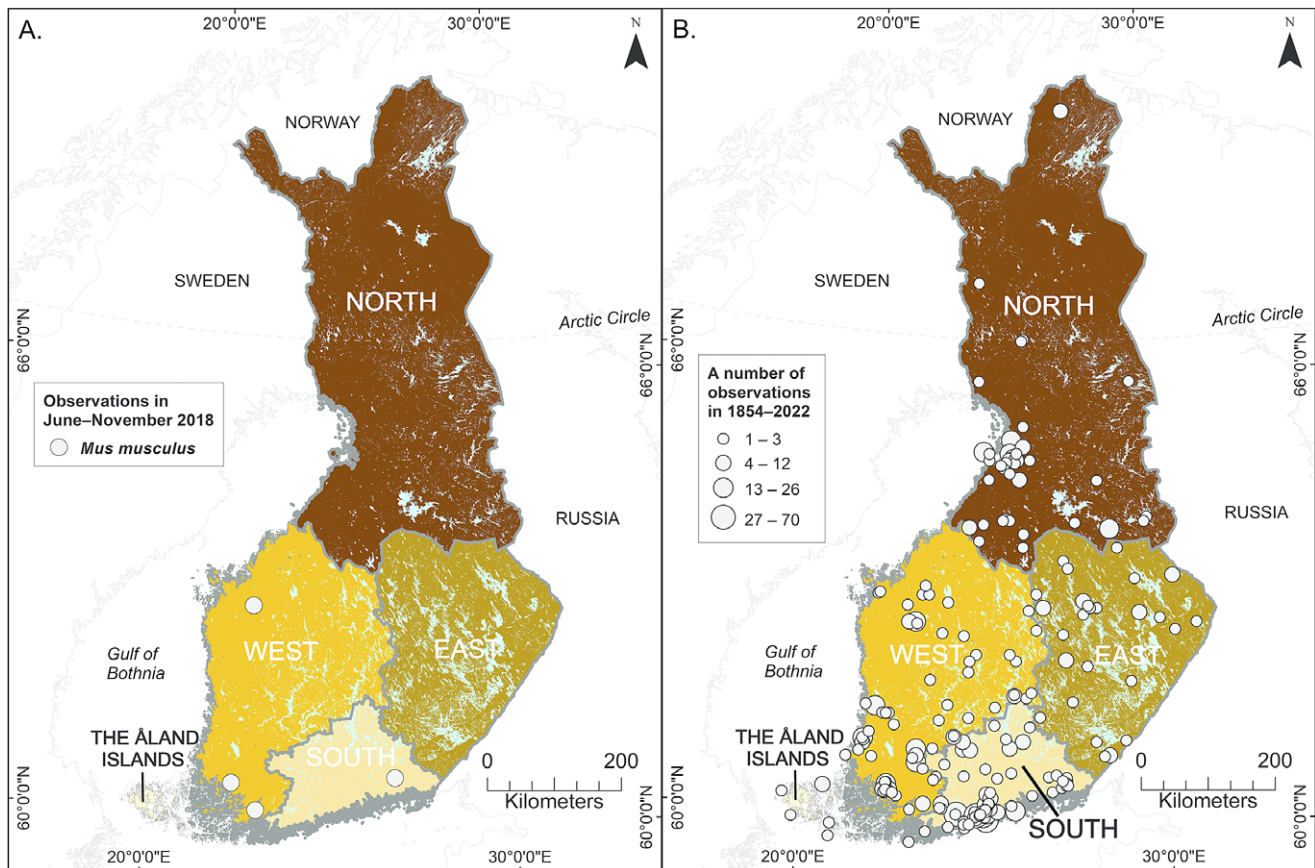 A.
20°0'0"E
30°0'0"E
N
NORWAY
SWEDEN
NORTH
Arctic Circle
66°0'0"N
66°0'0"N
Observations in
June–November 2018
Mus musculus
RUSSIA
WEST
EAST
Gulf of
Bothnia
THE ÅLAND
ISLANDS
SOUTH
0
200
Kilometers
60°0'0"N
60°0'0"N
20°0'0"E
30°0'0"E
B.
20°0'0"E
30°0'0"E
N
NORWAY
SWEDEN
NORTH
Arctic Circle
66°0'0"N
66°0'0"N
A number of
observations
in 1854–2022
1 – 3
4 – 12
13 – 26
27 – 70
RUSSIA
WEST
EAST
Gulf of
Bothnia
THE ÅLAND
ISLANDS
0
200
Kilometers
SOUTH
60°0'0"N
60°0'0"N
20°0'0"E
30°0'0"E